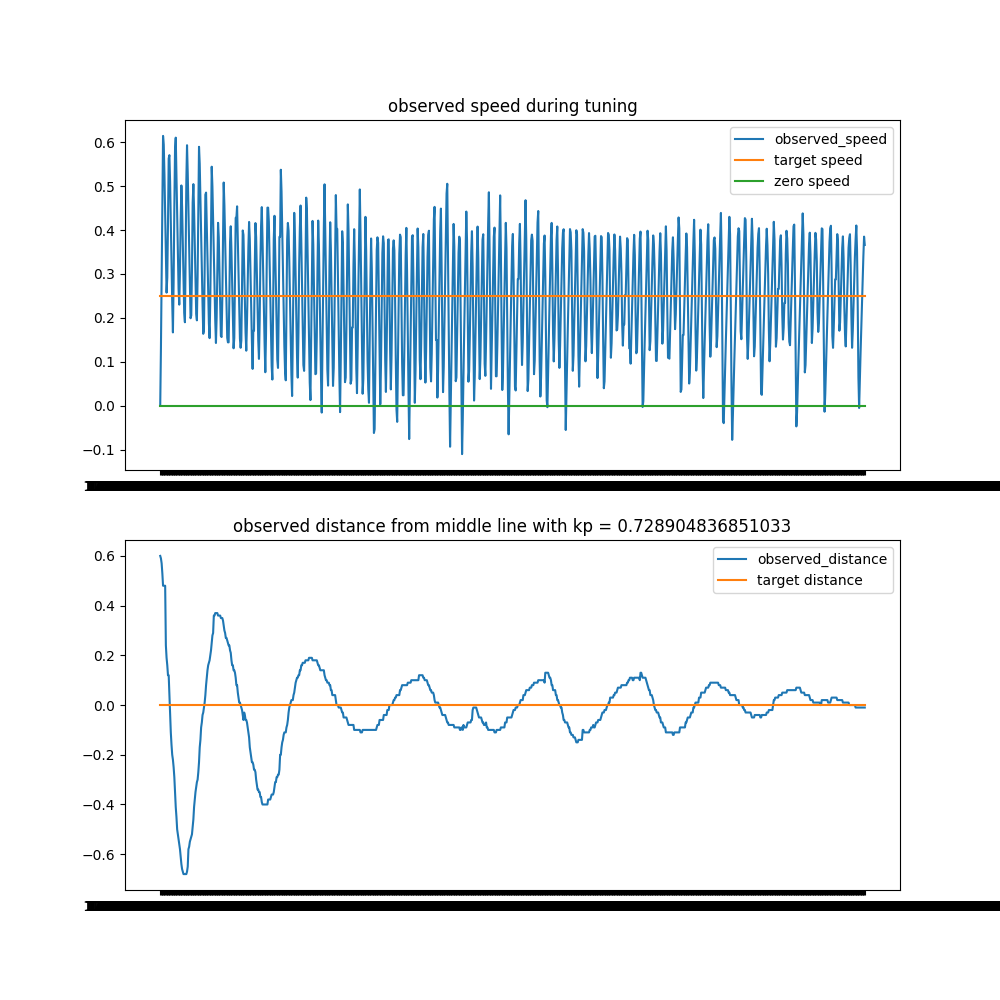 observed speed during tuning
observed_speed
target speed
zero speed
0.6
0.5
0.4
0.3
0.2
0.1
0.0
−0.1
observed distance from middle line with kp = 0.728904836851033
observed_distance
target distance
0.6
0.4
0.2
0.0
−0.2
−0.4
−0.6